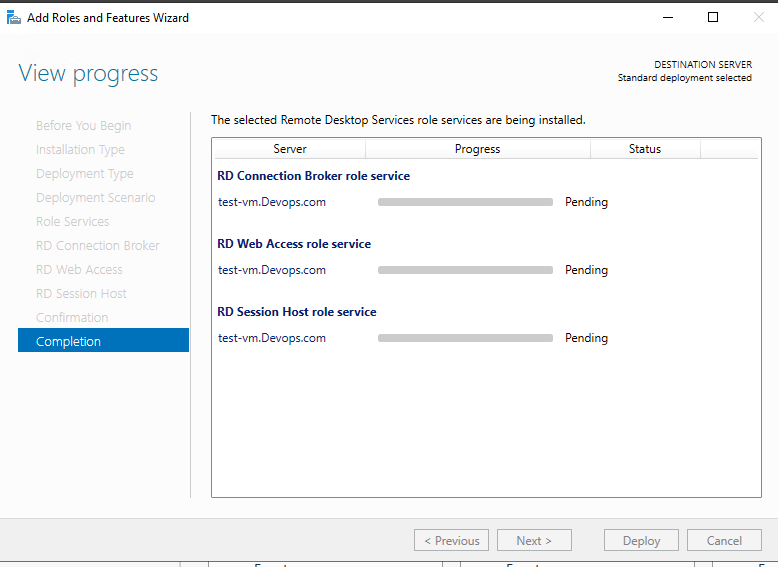 Add Roles and Features Wizard
View progress
DESTINATION SERVER
Standard deployment selected
Before You Begin
Installation Type
Deployment Type
Deployment Scenario
Role Services
RD Connection Broker
RD Web Access
RD Session Host
Confirmation
Completion
The selected Remote Desktop Services role services are being installed.
Server Progress Status
RD Connection Broker role service
test-vm.Devops.com Pending
RD Web Access role service
test-vm.Devops.com Pending
RD Session Host role service
test-vm.Devops.com Pending
< Previous Next > Deploy Cancel